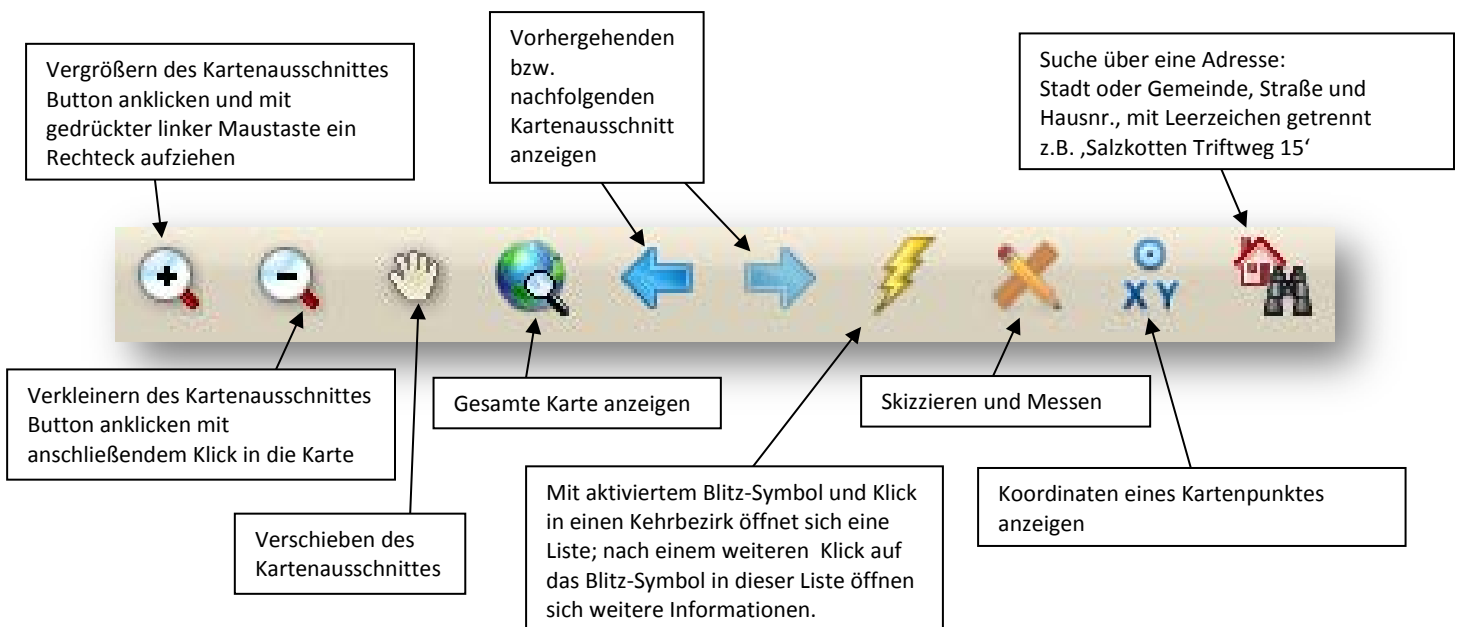 Vergrößern des Kartenausschnittes
Button anklicken und mit
gedrückter linker Maustaste ein
Rechteck aufziehen
Vorhergehenden
bzw.
nachfolgenden
Kartenausschnitt
anzeigen
Suche über eine Adresse:
Stadt oder Gemeinde, Straße und
Hausnr., mit Leerzeichen getrennt
z.B. ‚Salzkotten Triftweg 15‘
X Y
Verkleinern des Kartenausschnittes
Button anklicken mit
anschließendem Klick in die Karte
Verschieben des
Kartenausschnittes
Gesamte Karte anzeigen
Mit aktiviertem Blitz-Symbol und Klick
in einen Kehrbezirk öffnet sich eine
Liste; nach einem weiteren Klick auf
das Blitz-Symbol in dieser Liste öffnen
sich weitere Informationen.
Skizzieren und Messen
Koordinaten eines Kartenpunktes
anzeigen